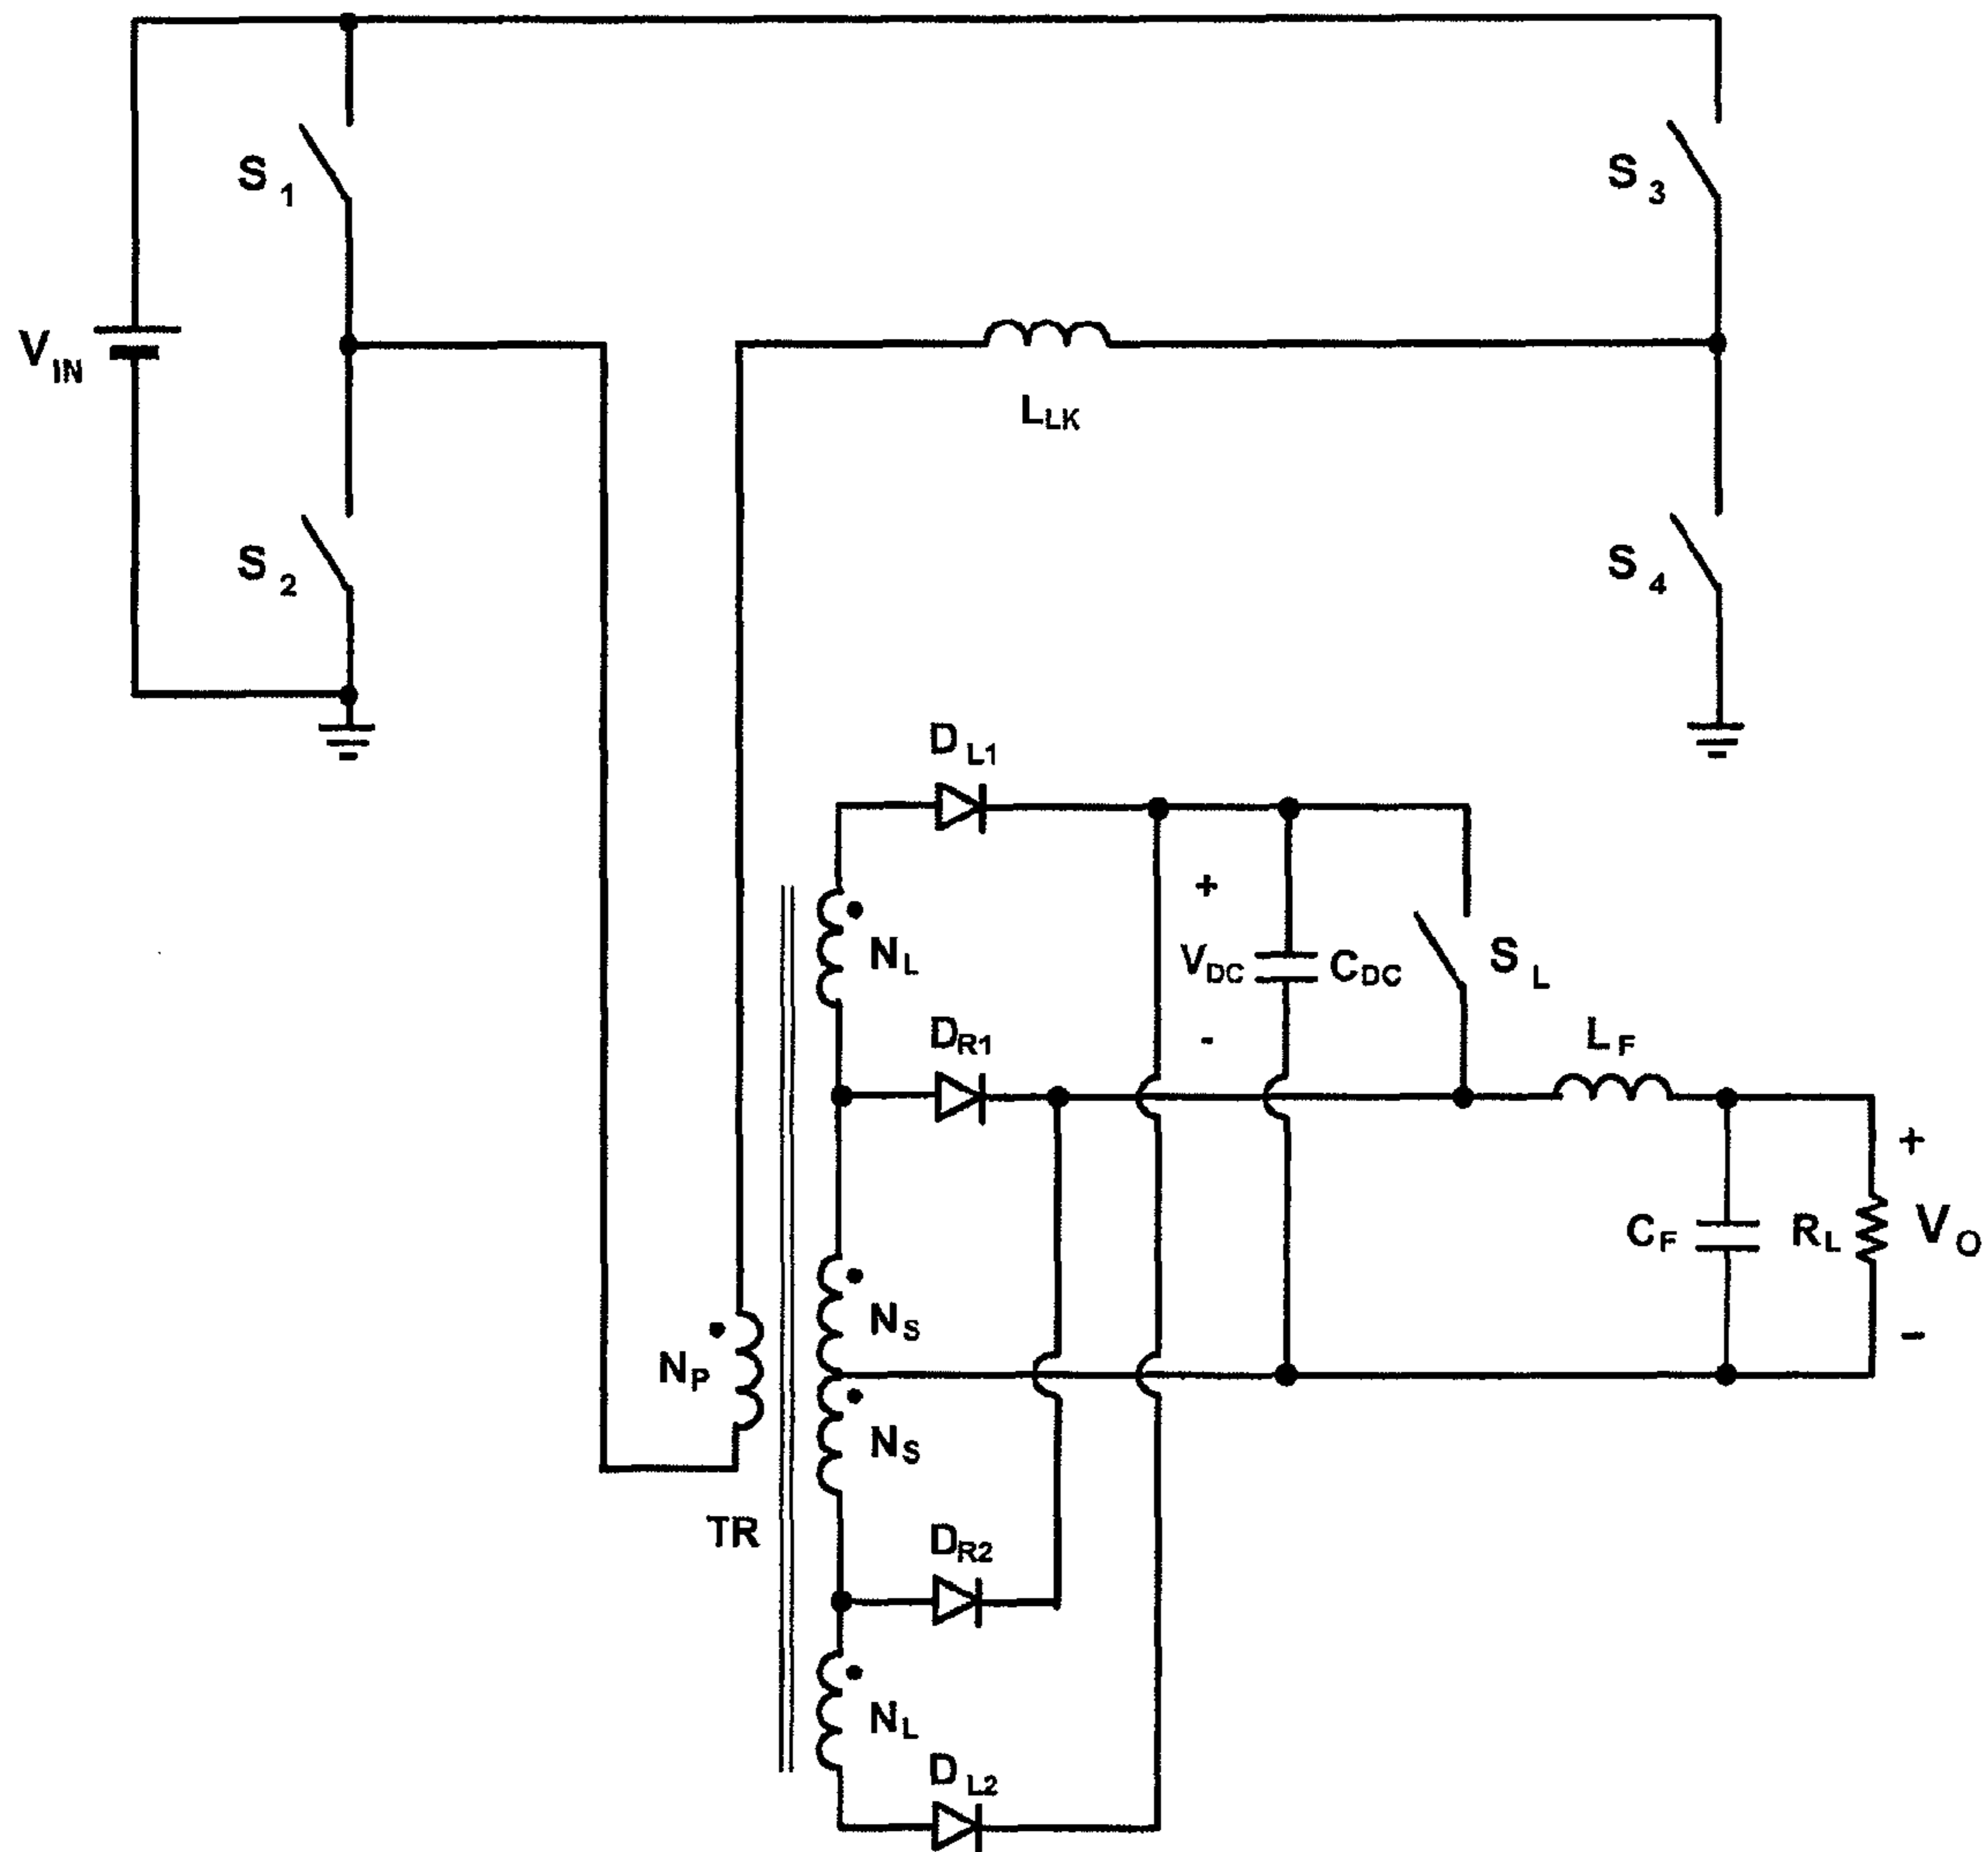 S1
S3
VIN
LLK
S2
S4
DL1
NL
+
VDC
-
CDC
SL
DR1
LF
NP
NS
NS
CF
RL
+
VO
-
TR
DR2
NL
DL2